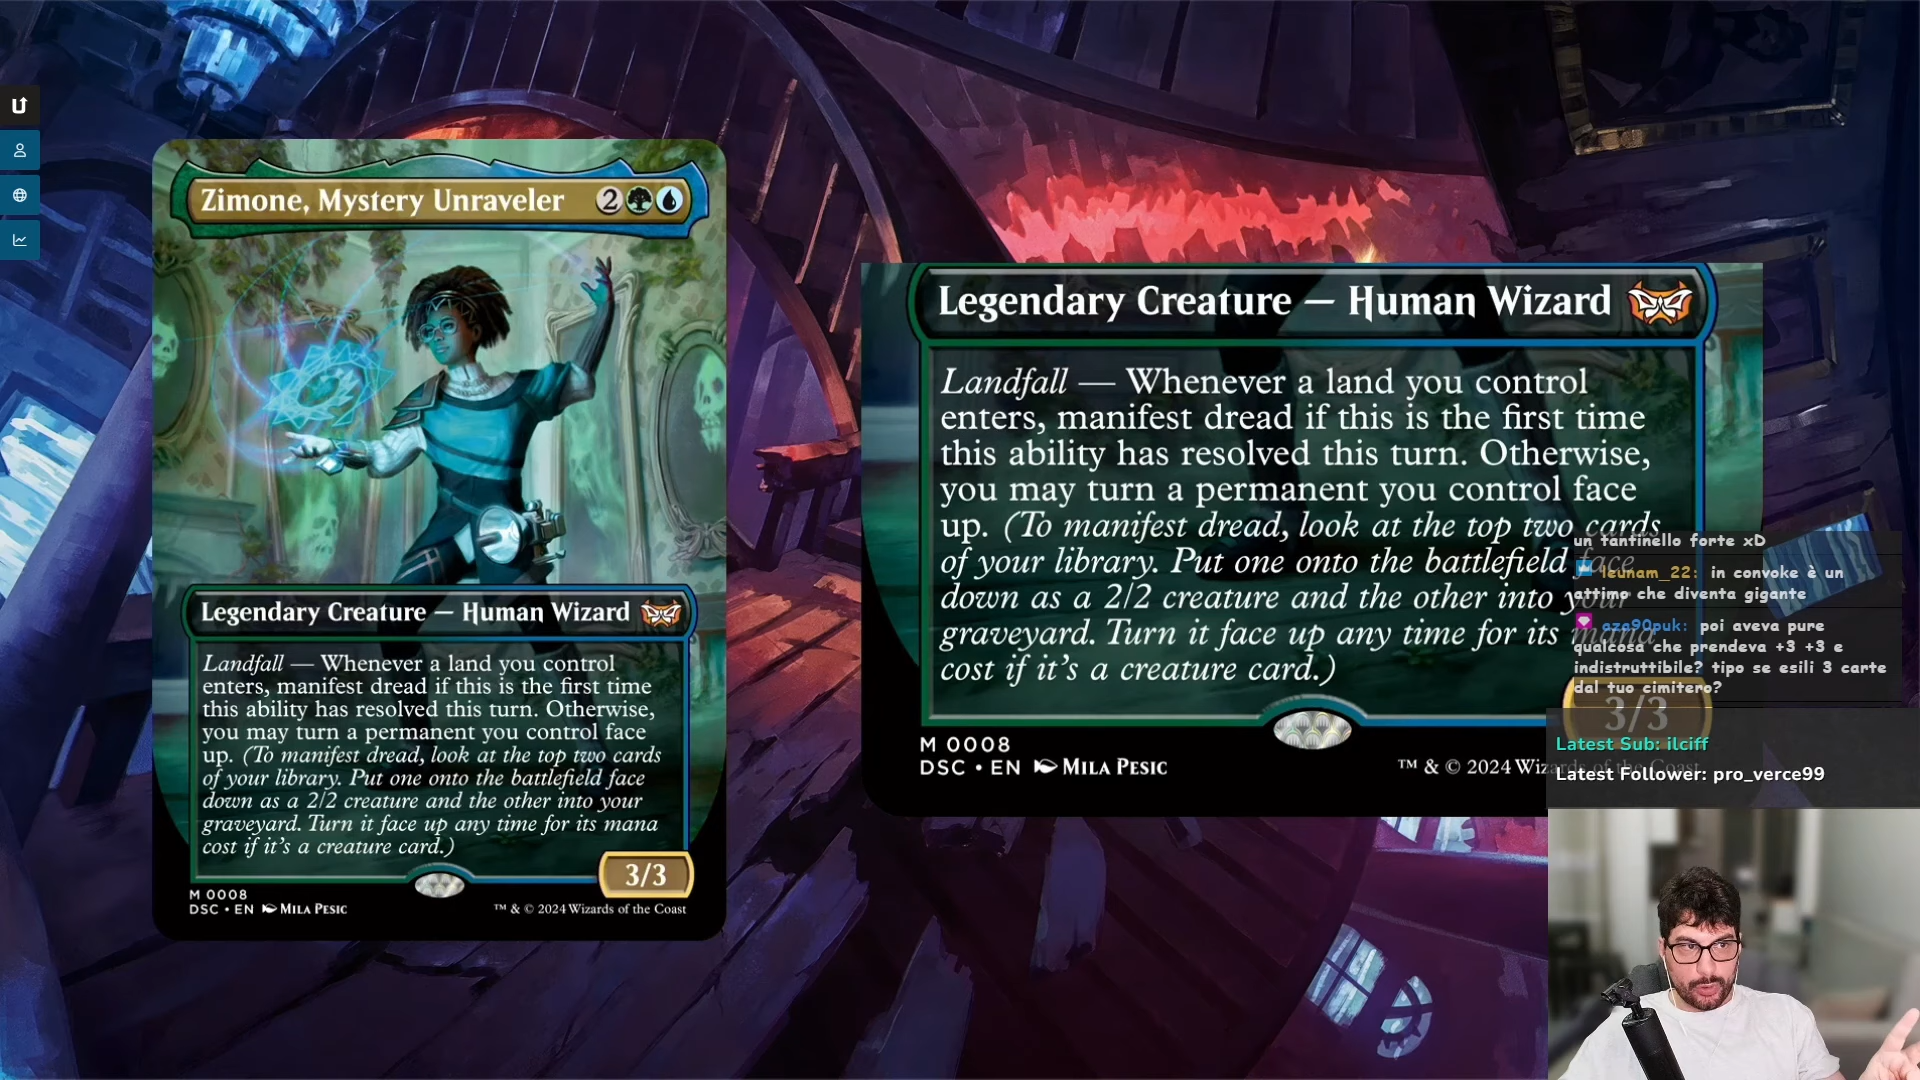 Zimone, Mystery Unraveler 2
Legendary Creature — Human Wizard
Landfall — Whenever a land you control
enters, manifest dread if this is the first time
this ability has resolved this turn. Otherwise,
you may turn a permanent you control face
up. (To manifest dread, look at the top two cards
of your library. Put one onto the battlefield face
down as a 2/2 creature and the other into your
graveyard. Turn it face up any time for its mana
cost if it's a creature card.)
3/3
M 0008
DSC • EN MILA PESIC
™ & © 2024 Wizards of the Coast
Legendary Creature — Human Wizard
Landfall — Whenever a land you control
enters, manifest dread if this is the first time
this ability has resolved this turn. Otherwise,
you may turn a permanent you control face
up. (To manifest dread, look at the top two cards
of your library. Put one onto the battlefield face
down as a 2/2 creature and the other into your
graveyard. Turn it face up any time for its mana
cost if it's a creature card.)
3/3
M 0008
DSC • EN MILA PESIC
™ & © 2024 Wizards of the Coast
un tantinello forte xD
leunam_22: in convoke è un
attimo che diventa gigante
aza90puk: poi aveva pure
qualcosa che prendeva +3 +3 e
indistruttibile? tipo se esili 3 carte
dal tuo cimitero?
Latest Sub: ilciff
Latest Follower: pro_verce99